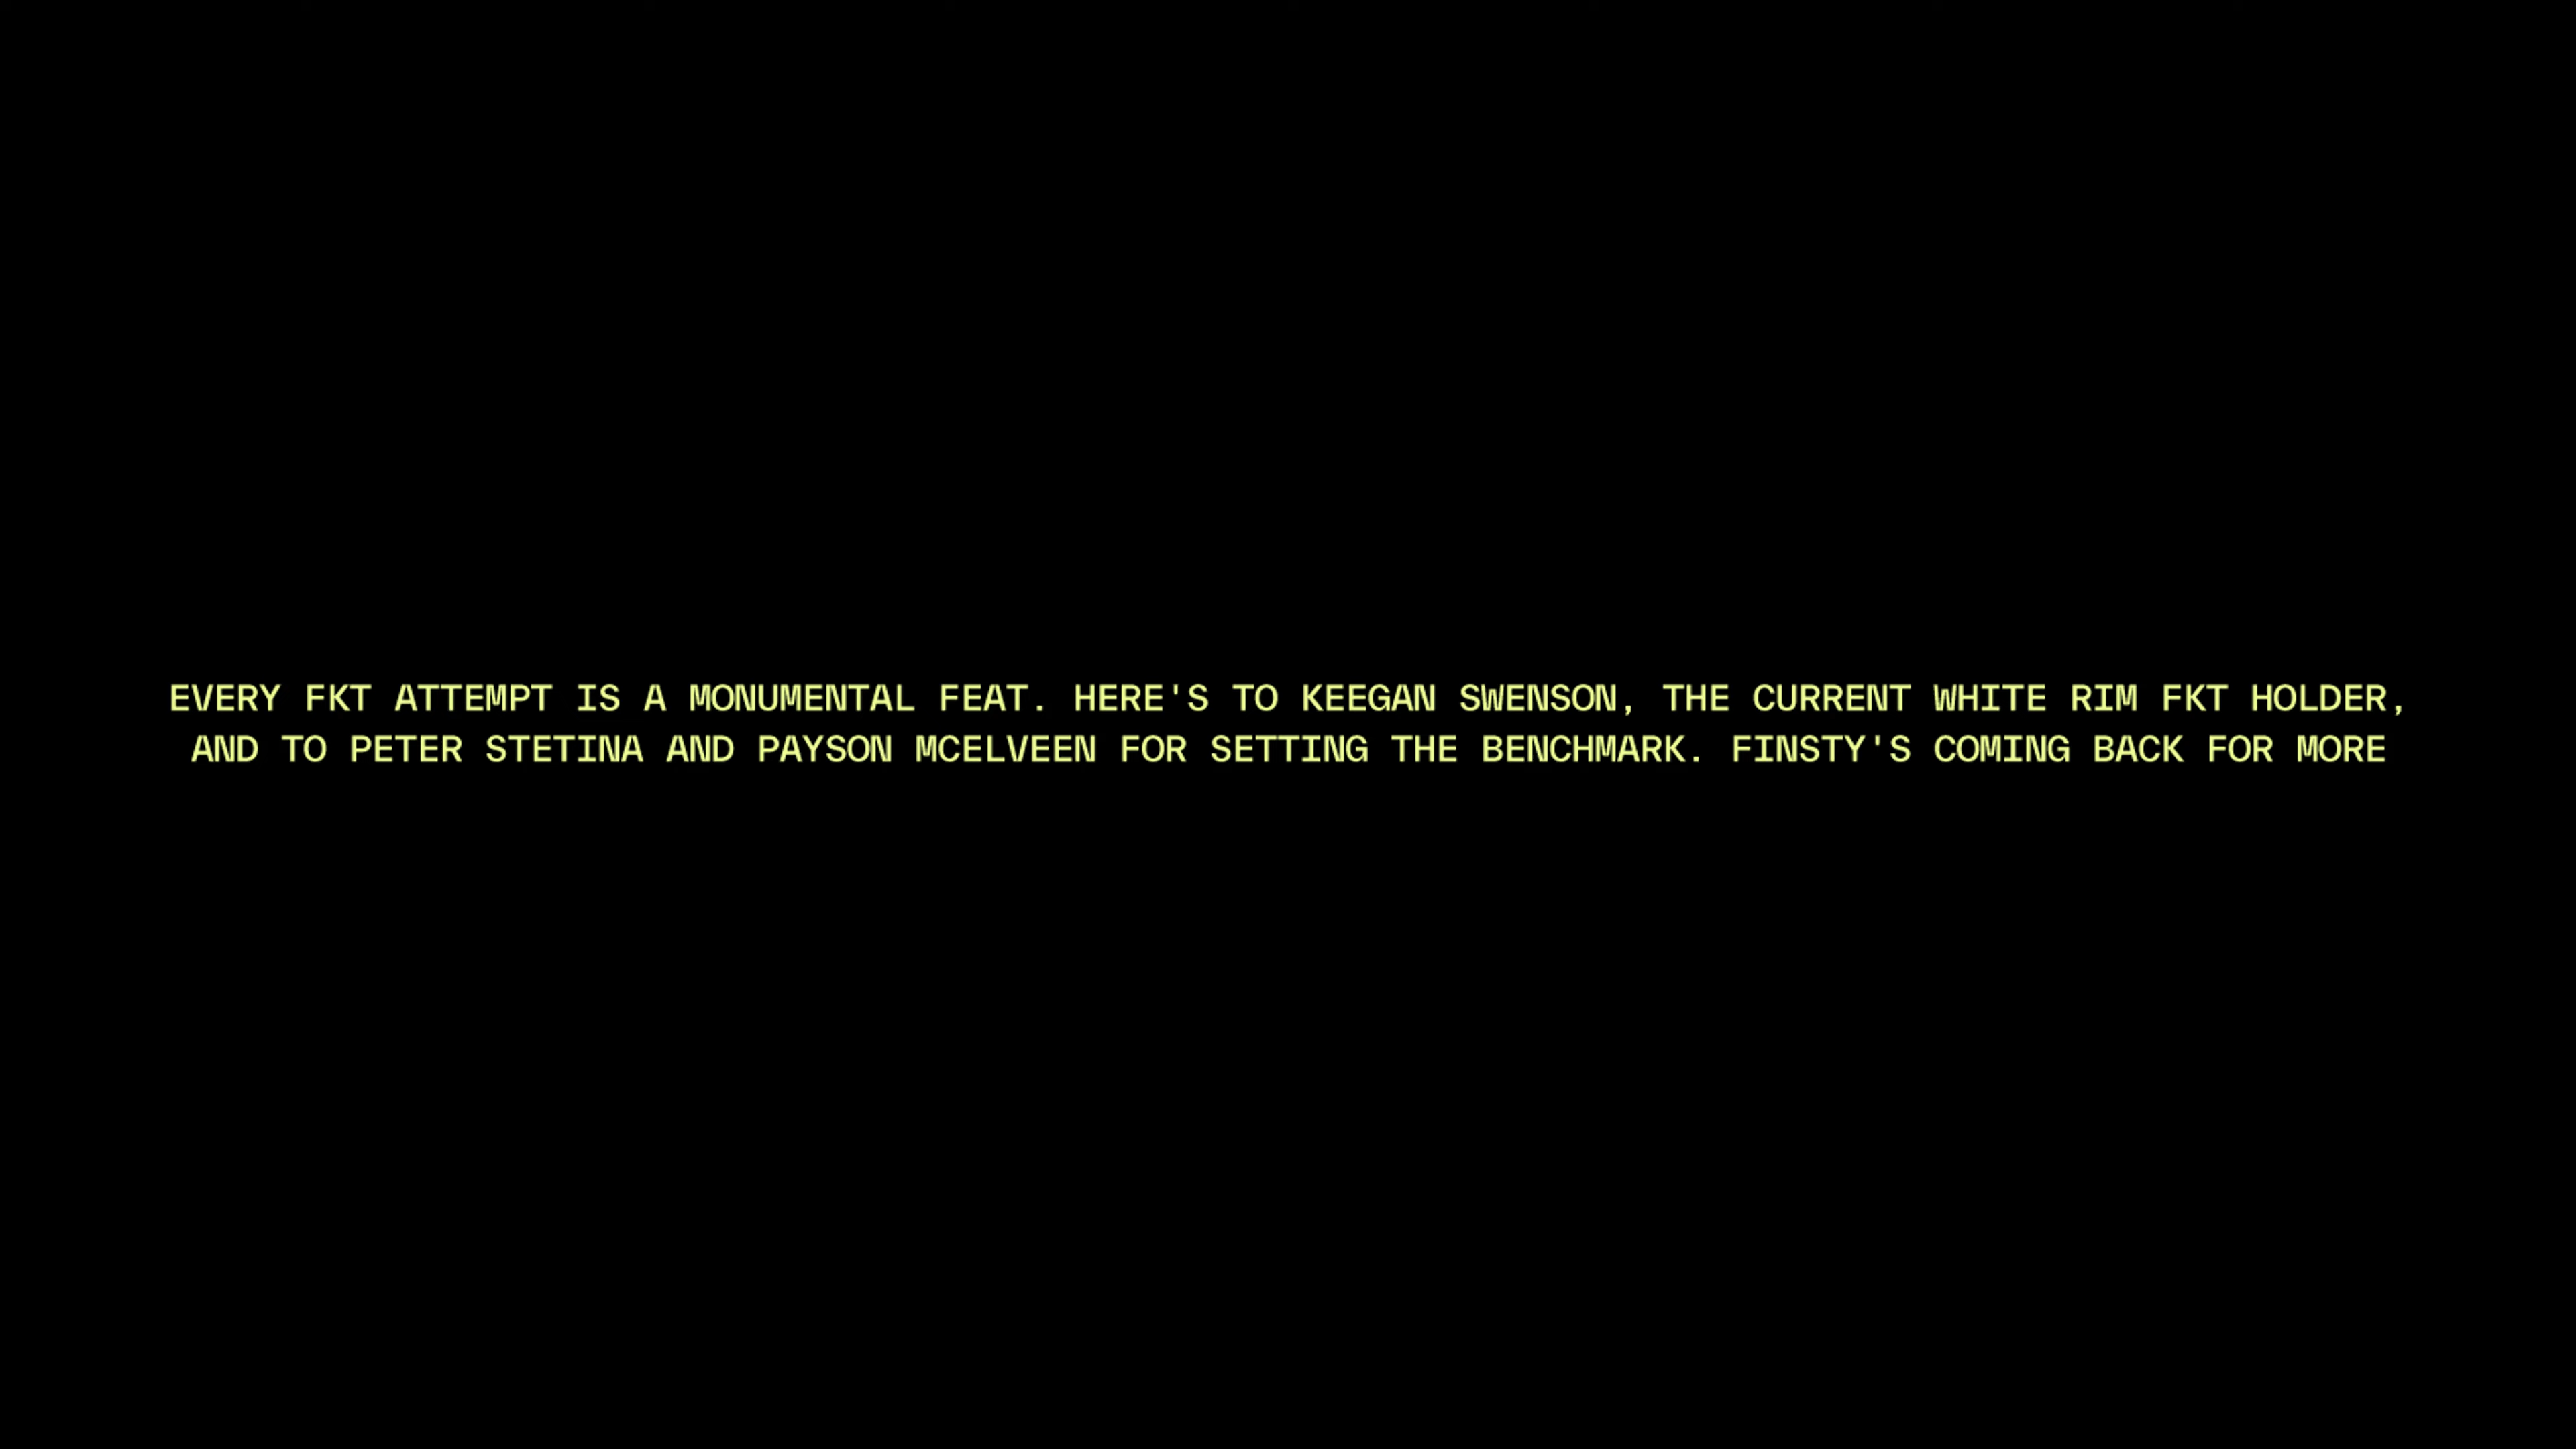 EVERY FKT ATTEMPT IS A MONUMENTAL FEAT. HERE'S TO KEEGAN SWENSON, THE CURRENT WHITE RIM FKT HOLDER,
AND TO PETER STETINA AND PAYSON MCELVEEN FOR SETTING THE BENCHMARK. FINSTY'S COMING BACK FOR MORE